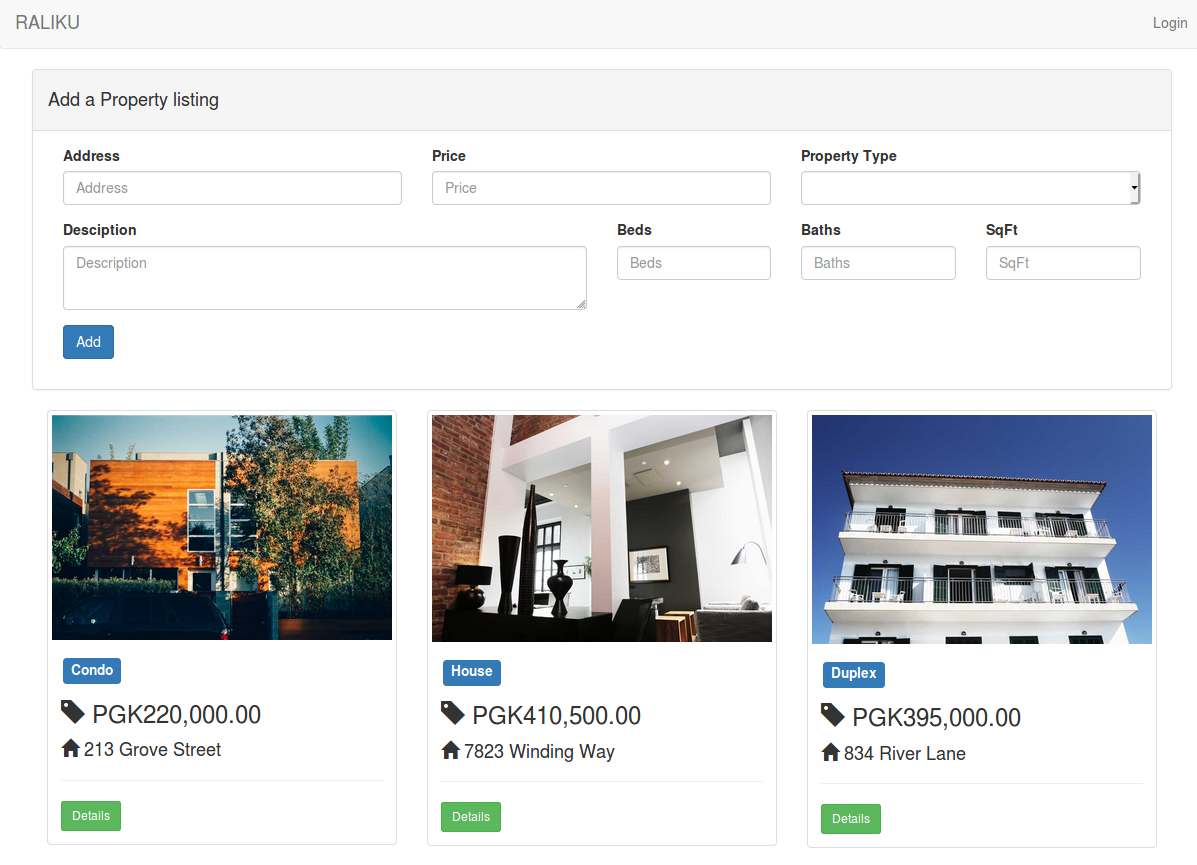 RALIKU Login
Add a Property listing
Address Price Property Type
Address Price
Desciption Beds Baths SqFt
Description Beds Baths SqFt
Add
Condo
PGK220,000.00
213 Grove Street
Details
House
PGK410,500.00
7823 Winding Way
Details
Duplex
PGK395,000.00
834 River Lane
Details